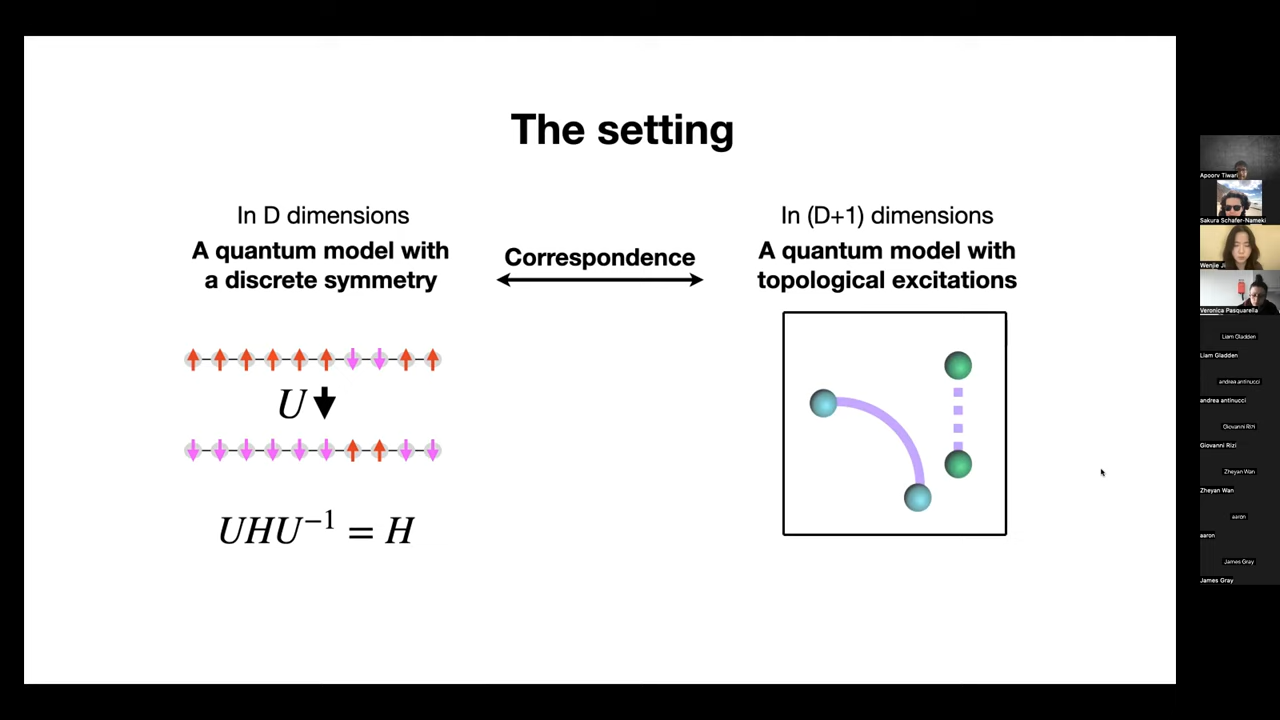 The setting
In D dimensions
A quantum model with
a discrete symmetry
Correspondence
In (D+1) dimensions
A quantum model with
topological excitations
U
UHU⁻¹ = H
Apoorv Tiwari
Sakura Schafer-Nameki
Wenjie Ji
Veronica Pasquarella
Liam Gladden
Liam Gladden
andrea antinucci
andrea antinucci
Giovanni Rizi
Giovanni Rizi
Zheyan Wan
Zheyan Wan
aaron
aaron
James Gray
James Gray